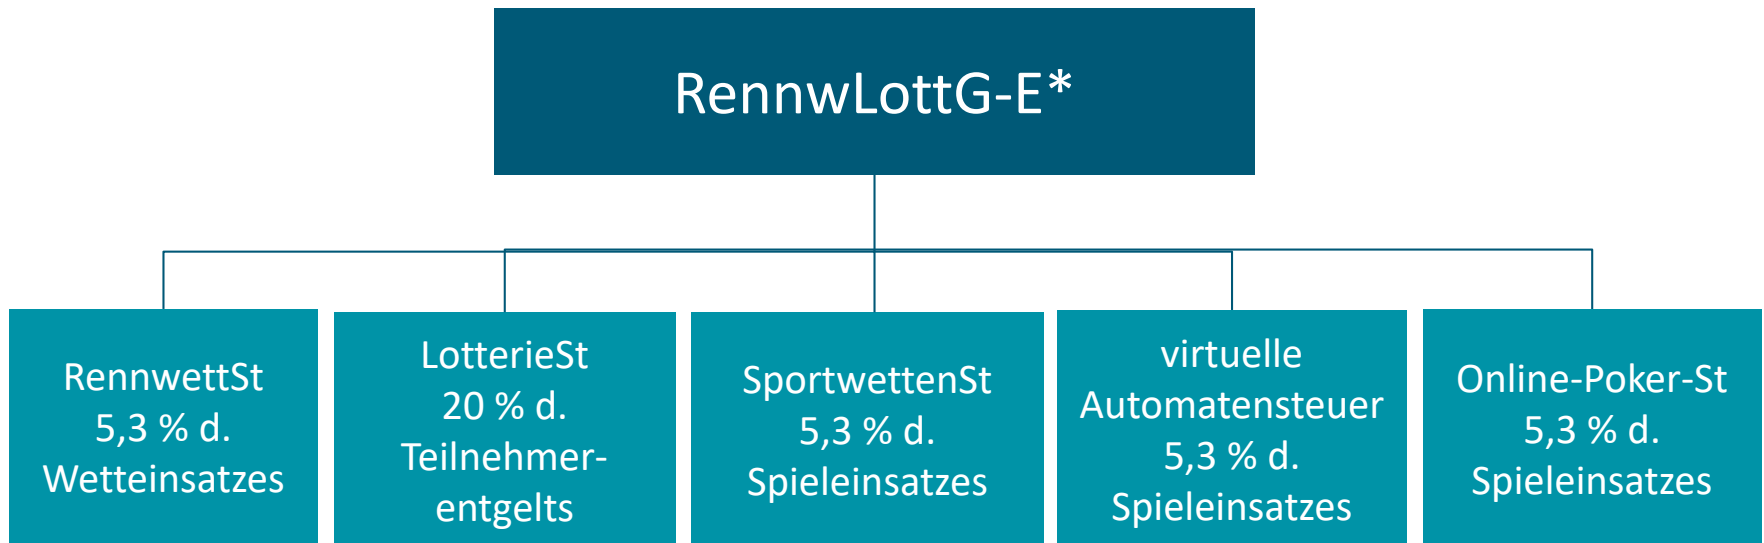 RennwLottG-E*
RennwettSt
5,3 % d.
Wetteinsatzes
LotterieSt
20 % d.
Teilnehmer-
entgelts
SportwettenSt
5,3 % d.
Spieleinsatzes
virtuelle
Automatensteuer
5,3 % d.
Spieleinsatzes
Online-Poker-St
5,3 % d.
Spieleinsatzes